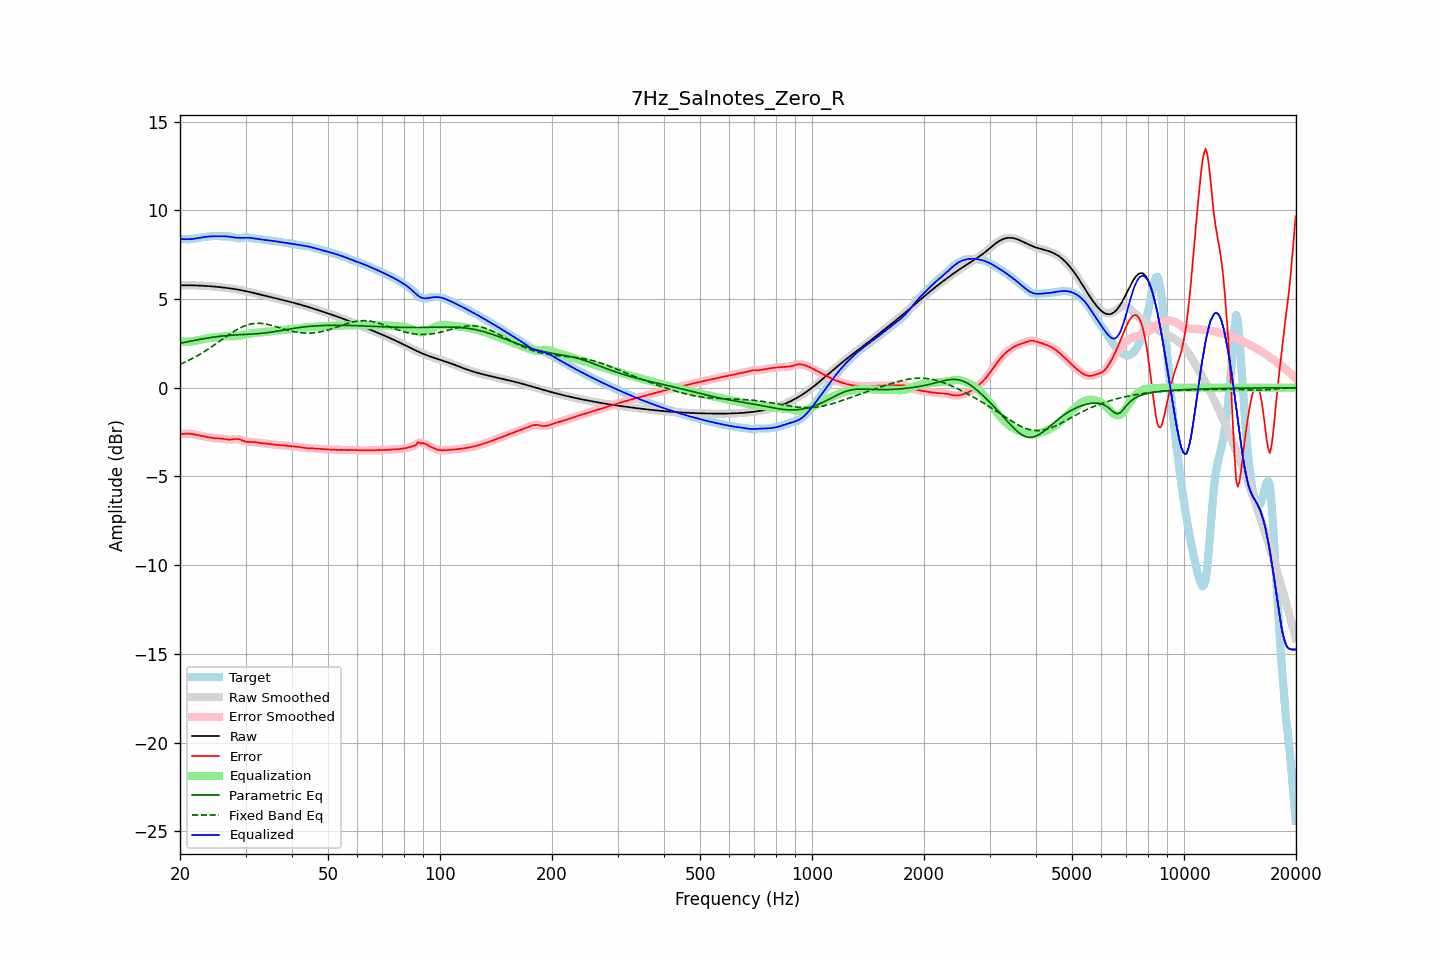 7Hz_Salnotes_Zero_R
15
10
5
0
−5
−10
−15
−20
−25
Amplitude (dBr)
Target
Raw Smoothed
Error Smoothed
Raw
Error
Equalization
Parametric Eq
Fixed Band Eq
Equalized
20 50 100 200 500 1000 2000 5000 10000 20000
Frequency (Hz)